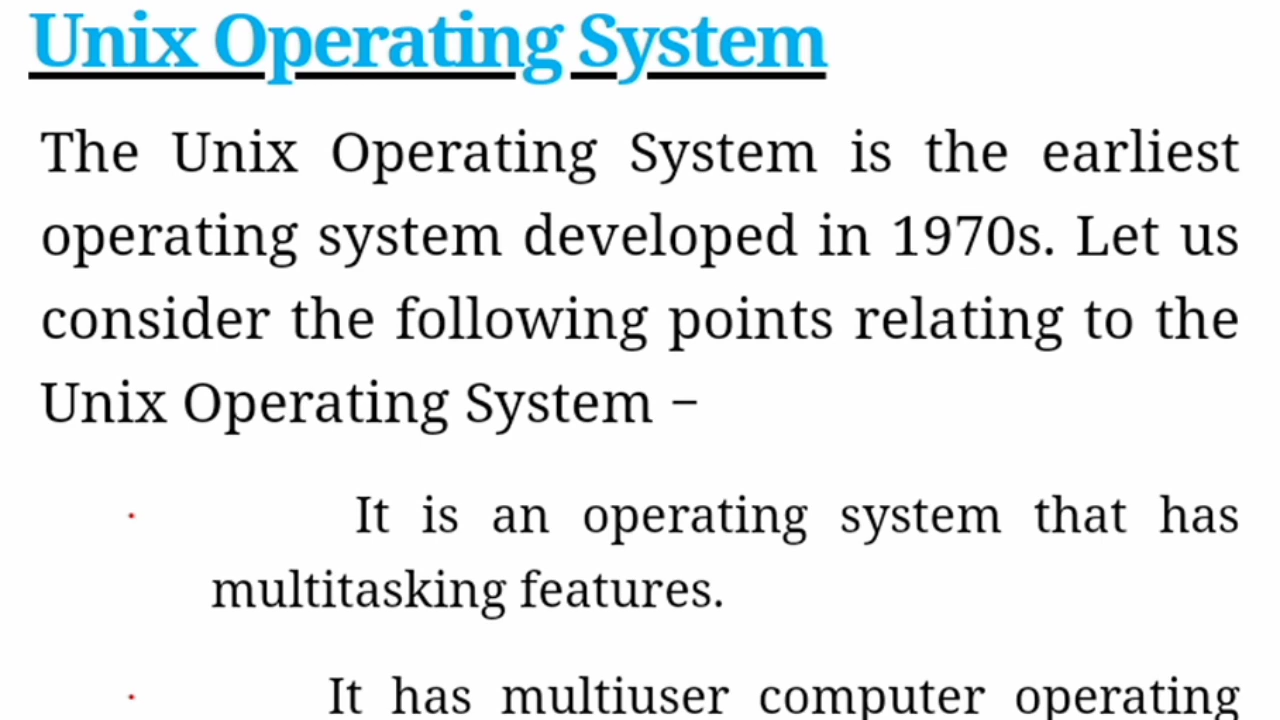 Unix Operating System
The Unix Operating System is the earliest
operating system developed in 1970s. Let us
consider the following points relating to the
Unix Operating System −
· It is an operating system that has
multitasking features.
· It has multiuser computer operating